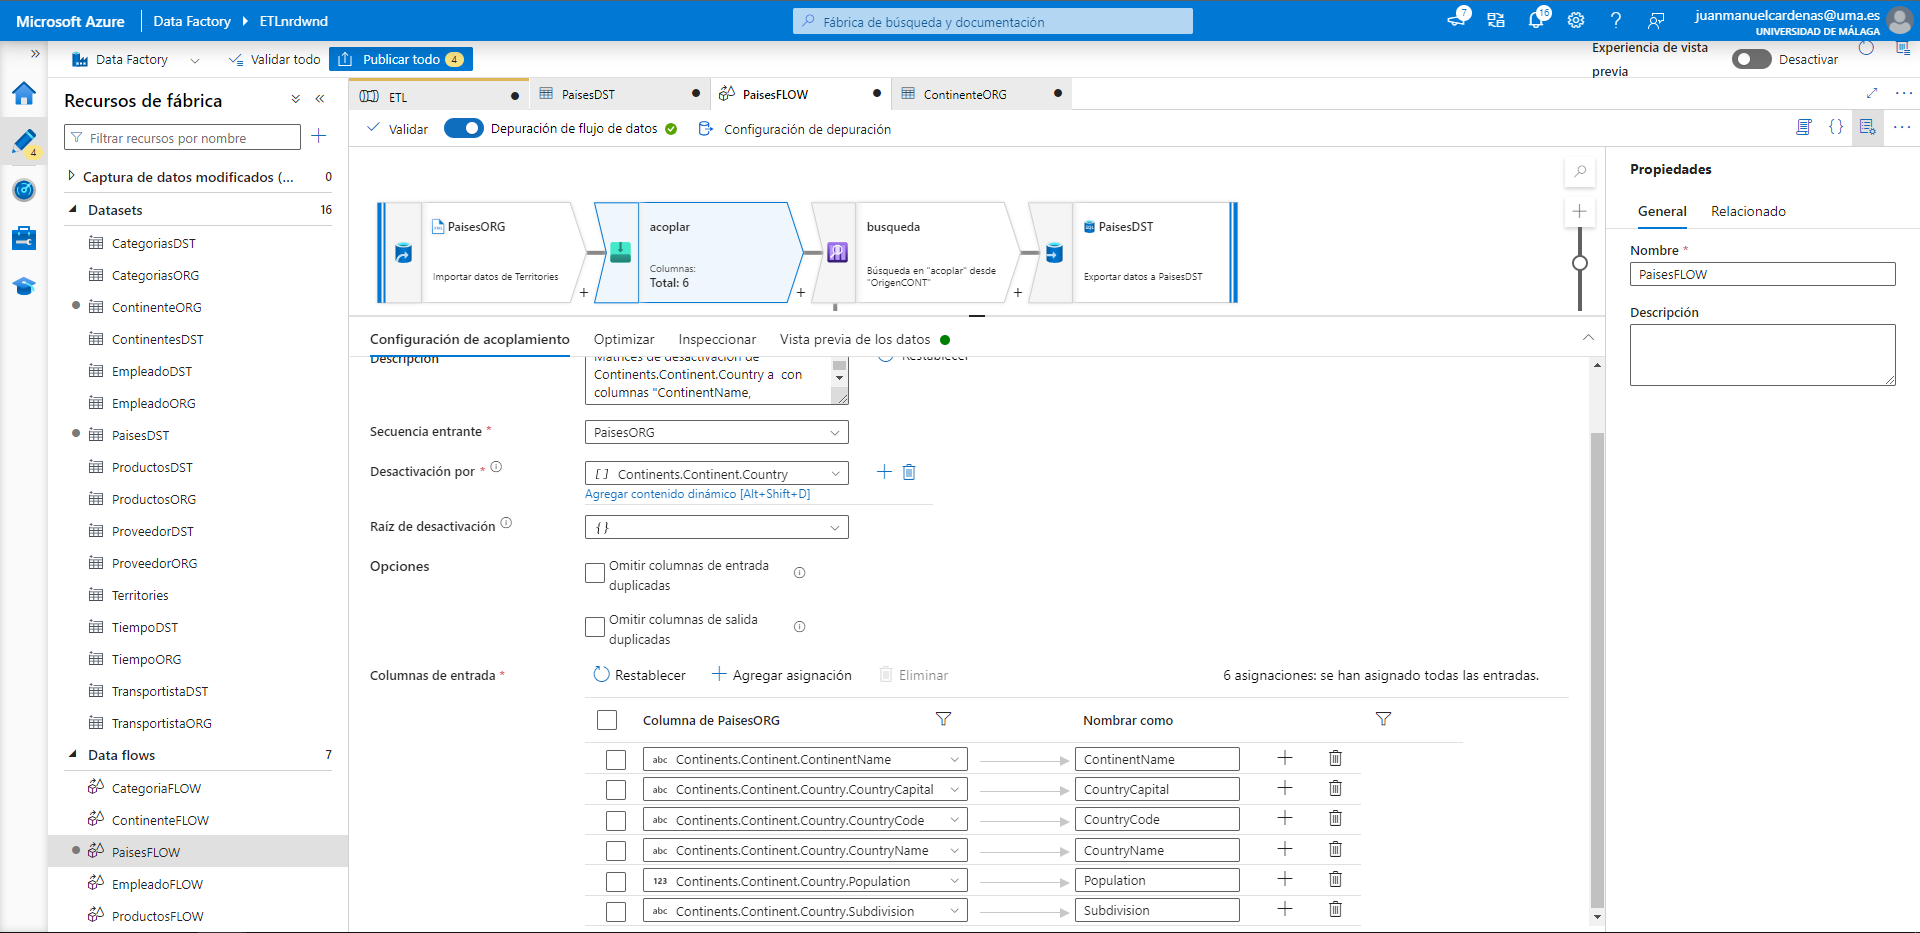 Microsoft Azure
Data Factory
ETLnrdwnd
Fábrica de búsqueda y documentación
7
16
juanmanuelcardenas@uma.es
UNIVERSIDAD DE MÁLAGA
Data Factory
Validar todo
Publicar todo
4
Experiencia de vista
previa
Desactivar
4
Recursos de fábrica
Filtrar recursos por nombre
Captura de datos modificados (...
0
Datasets
16
CategoriasDST
CategoriasORG
ContinenteORG
ContinentesDST
EmpleadoDST
EmpleadoORG
PaisesDST
ProductosDST
ProductosORG
ProveedorDST
ProveedorORG
Territories
TiempoDST
TiempoORG
TransportistaDST
TransportistaORG
Data flows
7
CategoriaFLOW
ContinenteFLOW
PaisesFLOW
EmpleadoFLOW
ProductosFLOW
ETL
PaisesDST
PaisesFLOW
ContinenteORG
Validar
Depuración de flujo de datos
Configuración de depuración
{}
PaisesORG
Importar datos de Territories
+
acoplar
Columnas:
Total: 6
+
busqueda
Búsqueda en "acoplar" desde
"OrigenCONT"
+
PaisesDST
Exportar datos a PaisesDST
Configuración de acoplamiento
Optimizar
Inspeccionar
Vista previa de los datos
Descripción
Matrices de desactivación de
Continents.Continent.Country a con
columnas "ContinentName,
Restablecer
Secuencia entrante *
PaisesORG
Desactivación por *
[] Continents.Continent.Country
Agregar contenido dinámico [Alt+Shift+D]
Raíz de desactivación
{}
Opciones
Omitir columnas de entrada
duplicadas
Omitir columnas de salida
duplicadas
Columnas de entrada *
Restablecer
Agregar asignación
Eliminar
6 asignaciones: se han asignado todas las entradas.
Columna de PaisesORG
Nombrar como
abc Continents.Continent.ContinentName
ContinentName
abc Continents.Continent.Country.CountryCapital
CountryCapital
abc Continents.Continent.Country.CountryCode
CountryCode
abc Continents.Continent.Country.CountryName
CountryName
123 Continents.Continent.Country.Population
Population
abc Continents.Continent.Country.Subdivision
Subdivision
Propiedades
General
Relacionado
Nombre *
PaisesFLOW
Descripción